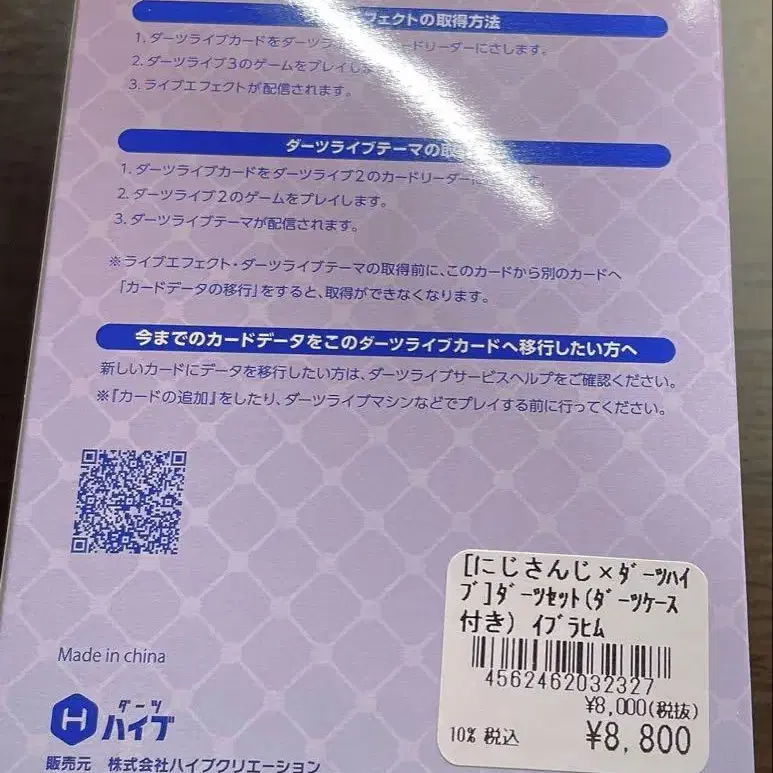 フェクトの取得方法
1. ダーツライブカードをダーツラ ードリーダーにさします。
2. ダーツライブ3のゲームをプレイしま
3. ライブエフェクトが配信されます。
ダーツライブテーマの取
1. ダーツライブカードをダーツライブ2のカードリーダー す。
2. ダーツライブ2のゲームをプレイします。
3. ダーツライブテーマが配信されます。
※ライブエフェクト・ダーツライブテーマの取得前に、このカードから別のカードへ
「カードデータの移行」をすると、取得ができなくなります。
今までのカードデータをこのダーツライブカードへ移行したい方へ
新しいカードにデータを移行したい方は、ダーツライブサービスヘルプをご確認ください。
※『カードの追加』をしたり、ダーツライブマシンなどでプレイする前に行ってください。
[にじさんじ×ﾀﾞｰﾂﾊｲ
ﾌﾞ]ﾀﾞｰﾂｾｯﾄ(ﾀﾞｰﾂｹｰｽ
付き) ｲﾌﾞﾗﾋﾑ
4562462032327
¥8,000(税抜)
10% 税込 ¥8,800
Made in china
H ダーツ
ハイブ
販売元 株式会社ハイブクリエーション